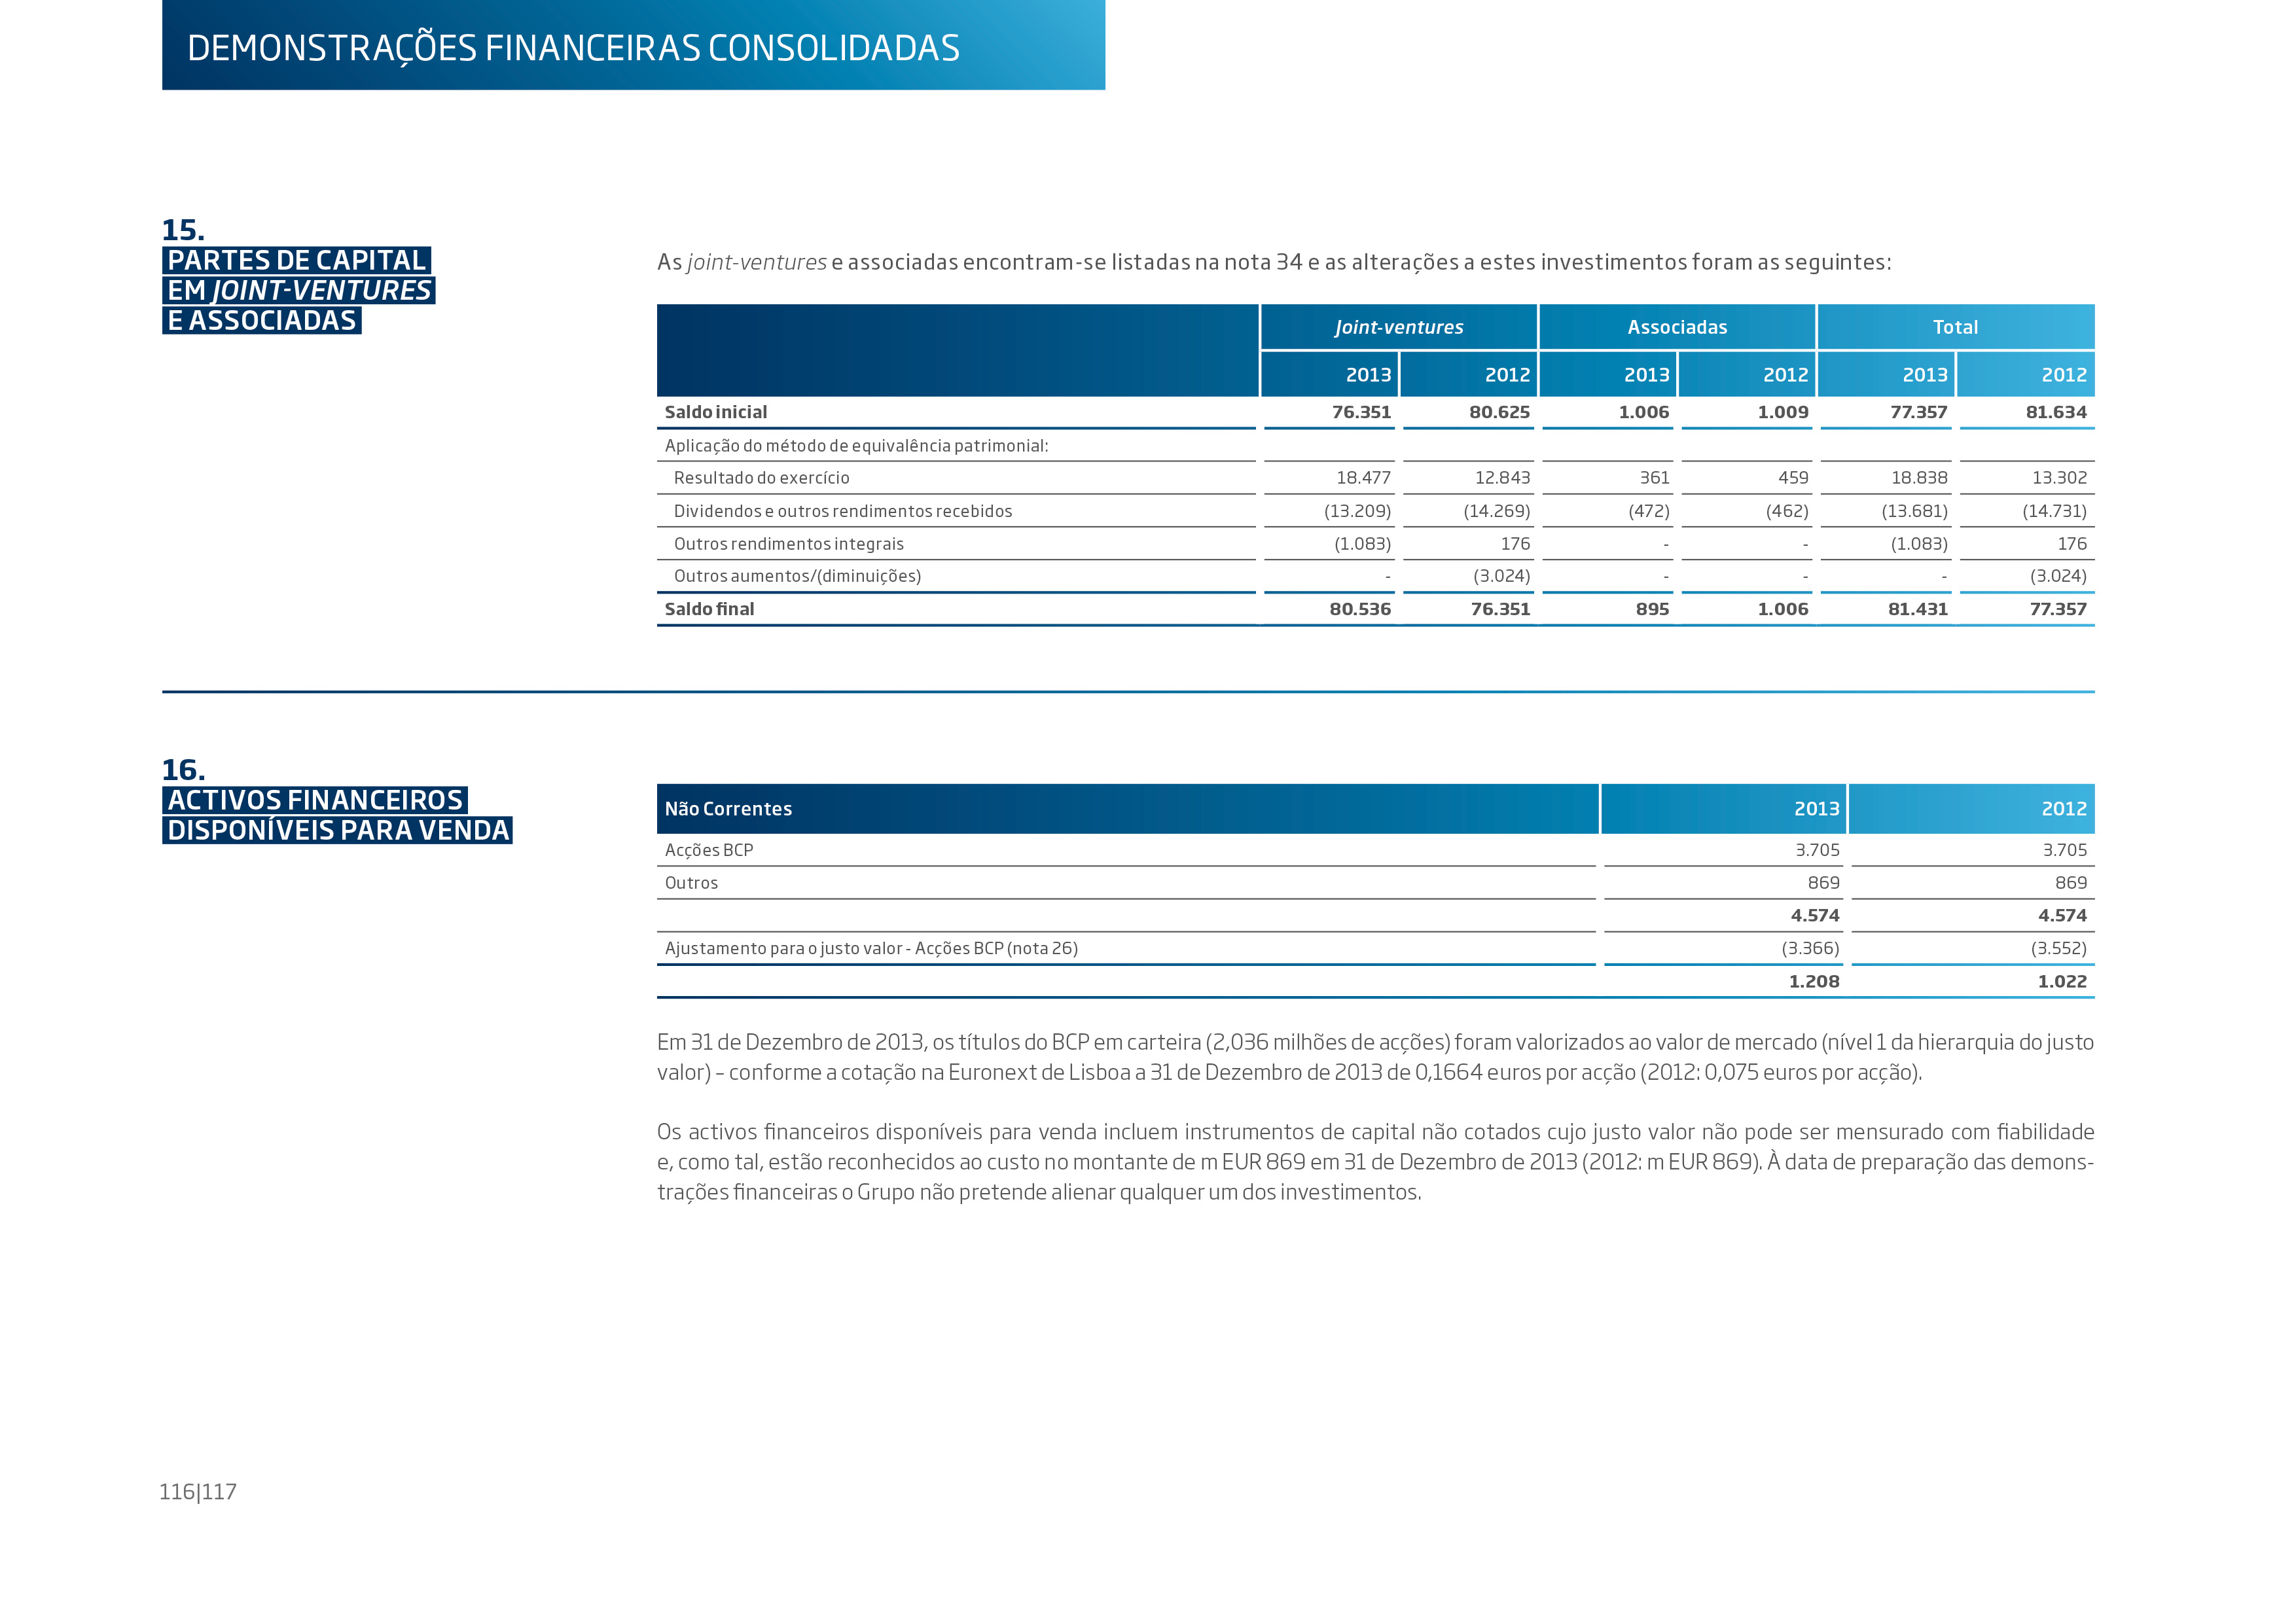 DEMONSTRAÇÕES FINANCEIRAS CONSOLIDADAS
15.
PARTES DE CAPITAL
EM JOINT-VENTURES
E ASSOCIADAS
As joint-ventures e associadas encontram-se listadas na nota 34 e as alterações a estes investimentos foram as seguintes:
Joint-ventures Associadas Total
2013 2012 2013 2012 2013 2012
Saldo inicial 76.351 80.625 1.006 1.009 77.357 81.634
Aplicação do método de equivalência patrimonial:
Resultado do exercício 18.477 12.843 361 459 18.838 13.302
Dividendos e outros rendimentos recebidos (13.209) (14.269) (472) (462) (13.681) (14.731)
Outros rendimentos integrais (1.083) 176 - - (1.083) 176
Outros aumentos/(diminuições) - (3.024) - - - (3.024)
Saldo final 80.536 76.351 895 1.006 81.431 77.357
16.
ACTIVOS FINANCEIROS
DISPONÍVEIS PARA VENDA
Não Correntes 2013 2012
Acções BCP 3.705 3.705
Outros 869 869
4.574 4.574
Ajustamento para o justo valor - Acções BCP (nota 26) (3.366) (3.552)
1.208 1.022
Em 31 de Dezembro de 2013, os títulos do BCP em carteira (2,036 milhões de acções) foram valorizados ao valor de mercado (nível 1 da hierarquia do justo
valor) – conforme a cotação na Euronext de Lisboa a 31 de Dezembro de 2013 de 0,1664 euros por acção (2012: 0,075 euros por acção).
Os activos financeiros disponíveis para venda incluem instrumentos de capital não cotados cujo justo valor não pode ser mensurado com fiabilidade
e, como tal, estão reconhecidos ao custo no montante de m EUR 869 em 31 de Dezembro de 2013 (2012: m EUR 869). À data de preparação das demons-
trações financeiras o Grupo não pretende alienar qualquer um dos investimentos.
116|117